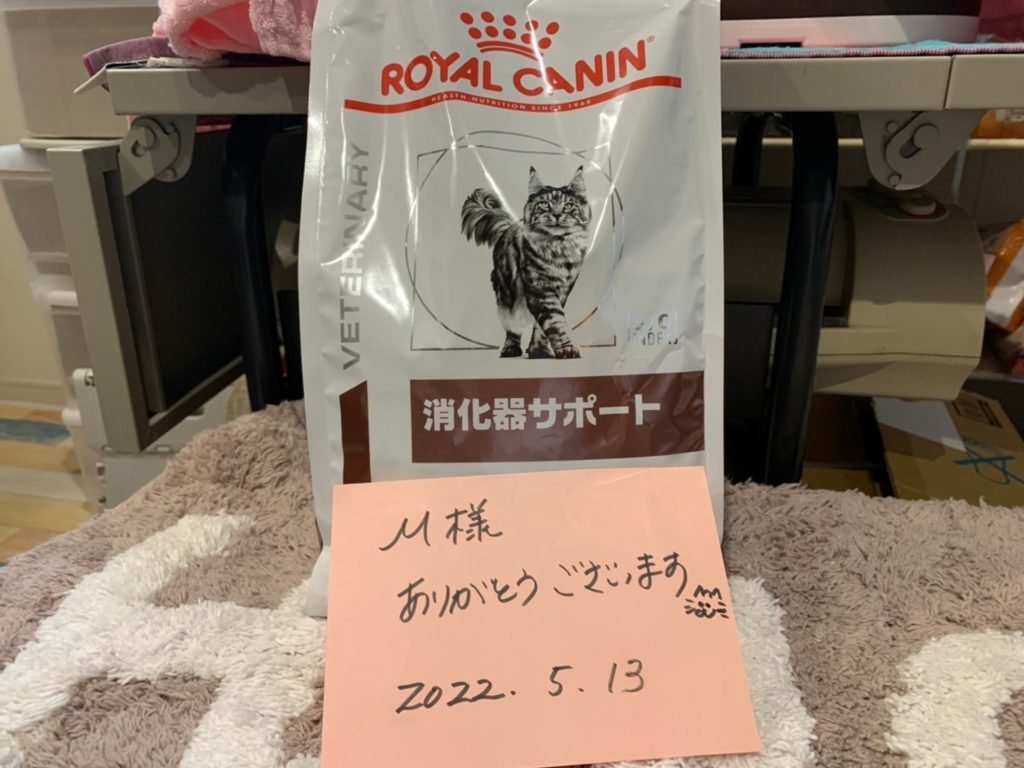 ROYAL CANIN
HEALTH NUTRITION SINCE 1968
VETERINARY
消化器サポート
M様
ありがとうございます
2022. 5. 13